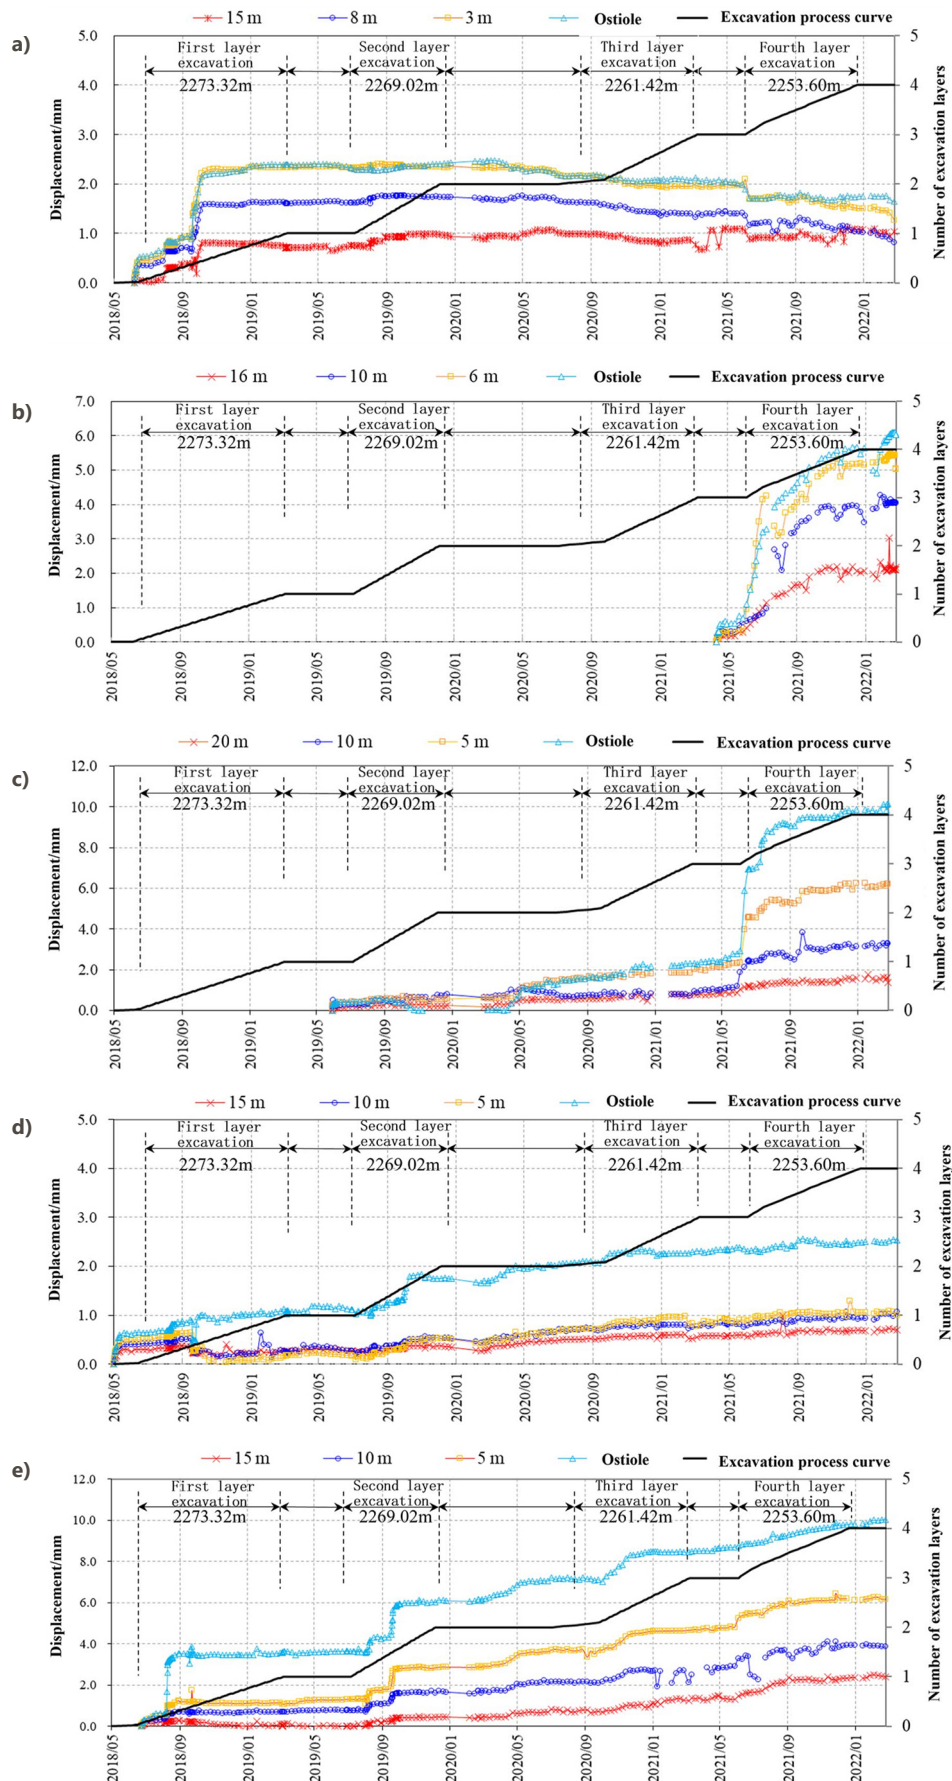 15 m 8 m 3 m Ostiole Excavation process curve
a)
5.0 5
First layer Second layer Third layer Fourth layer
excavation excavation excavation excavation
2273.32m 2269.02m 2261.42m 2253.60m
4.0 4
3.0 3
2.0 2
1.0 1
0.0 0
Displacement/mm
Number of excavation layers
2018/05 2018/09 2019/01 2019/05 2019/09 2020/01 2020/05 2020/09 2021/01 2021/05 2021/09 2022/01
16 m 10 m 6 m Ostiole Excavation process curve
b)
7.0 5
First layer Second layer Third layer Fourth layer
excavation excavation excavation excavation
2273.32m 2269.02m 2261.42m 2253.60m
6.0
5.0 4
4.0 3
3.0 2
2.0
1.0 1
0.0 0
Displacement/mm
Number of excavation layers
2018/05 2018/09 2019/01 2019/05 2019/09 2020/01 2020/05 2020/09 2021/01 2021/05 2021/09 2022/01
20 m 10 m 5 m Ostiole Excavation process curve
c)
12.0 5
First layer Second layer Third layer Fourth layer
excavation excavation excavation excavation
2273.32m 2269.02m 2261.42m 2253.60m
10.0 4
8.0 3
6.0
4.0 2
2.0 1
0.0 0
Displacement/mm
Number of excavation layers
2018/05 2018/09 2019/01 2019/05 2019/09 2020/01 2020/05 2020/09 2021/01 2021/05 2021/09 2022/01
15 m 10 m 5 m Ostiole Excavation process curve
d)
5.0 5
First layer Second layer Third layer Fourth layer
excavation excavation excavation excavation
2273.32m 2269.02m 2261.42m 2253.60m
4.0 4
3.0 3
2.0 2
1.0 1
0.0 0
Displacement/mm
Number of excavation layers
2018/05 2018/09 2019/01 2019/05 2019/09 2020/01 2020/05 2020/09 2021/01 2021/05 2021/09 2022/01
15 m 10 m 5 m Ostiole Excavation process curve
e)
12.0 5
First layer Second layer Third layer Fourth layer
excavation excavation excavation excavation
2273.32m 2269.02m 2261.42m 2253.60m
10.0 4
8.0 3
6.0
4.0 2
2.0 1
0.0 0
Displacement/mm
Number of excavation layers
2018/05 2018/09 2019/01 2019/05 2019/09 2020/01 2020/05 2020/09 2021/01 2021/05 2021/09 2022/01